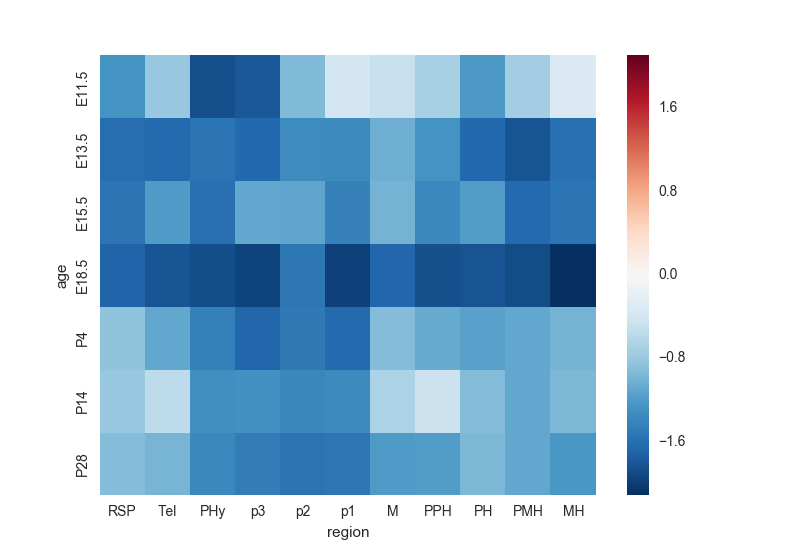 age
E11.5
E13.5
E15.5
E18.5
P4
P14
P28
RSP Tel PHy p3 p2 p1 M PPH PH PMH MH
region
1.6
0.8
0.0
−0.8
−1.6